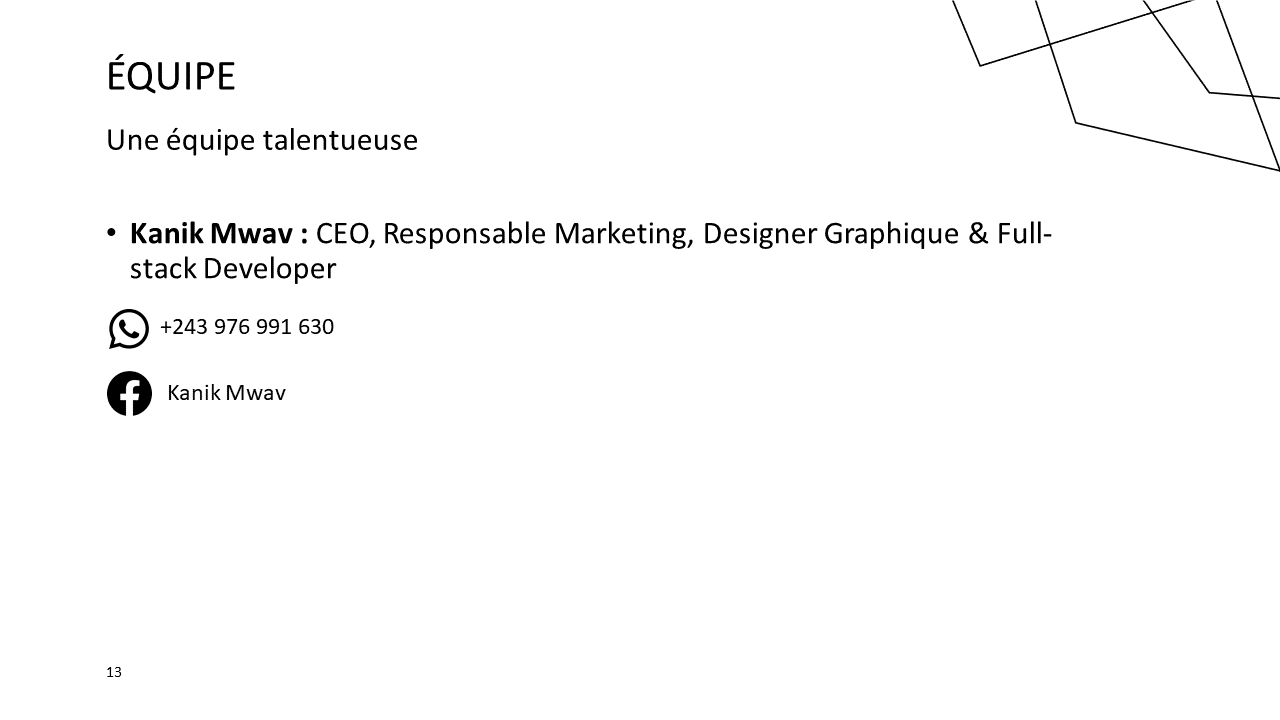 ÉQUIPE
Une équipe talentueuse
• Kanik Mwav : CEO, Responsable Marketing, Designer Graphique & Full-
stack Developer
+243 976 991 630
Kanik Mwav
13